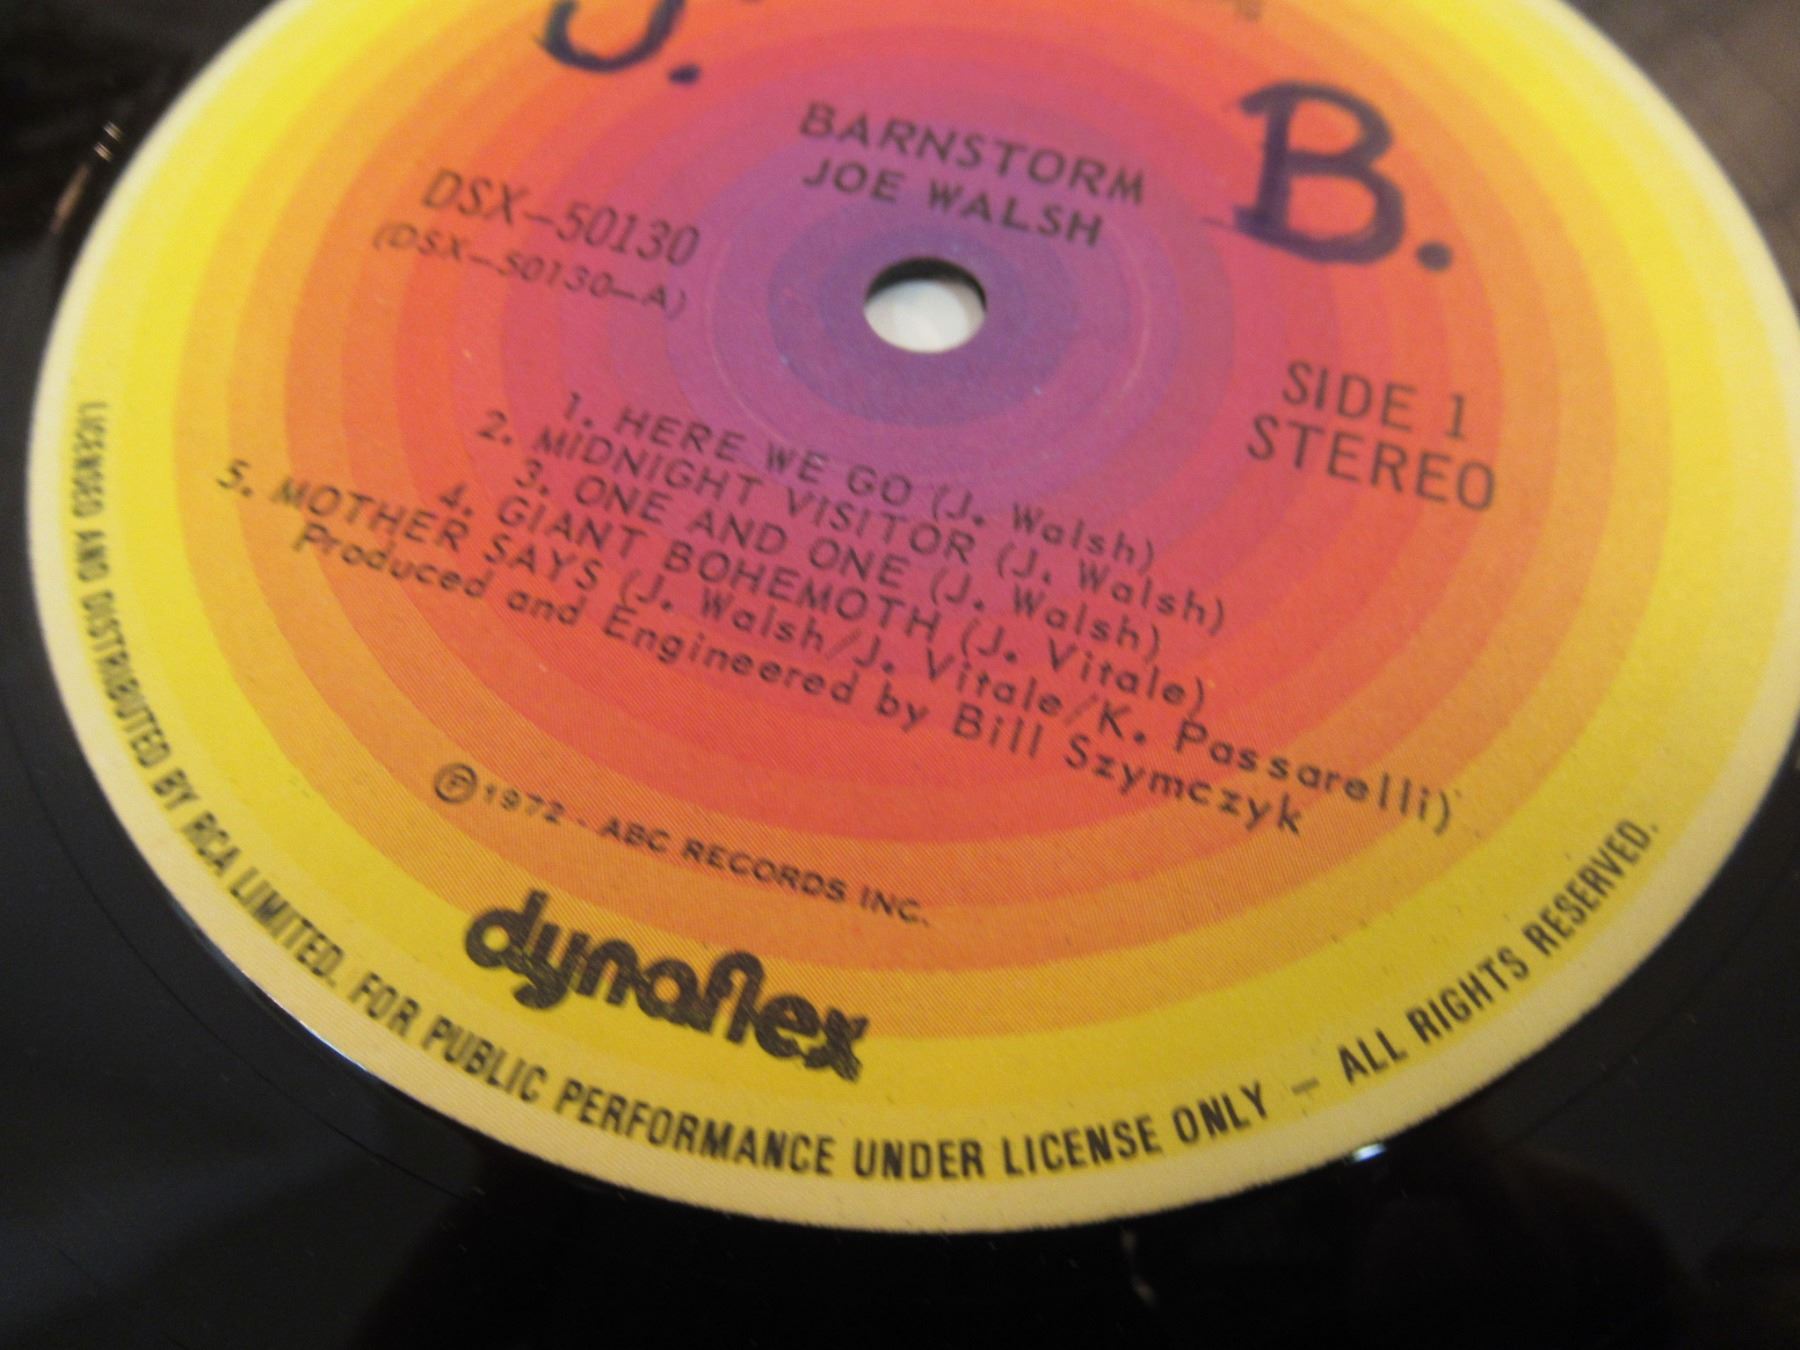 J. B.
BARNSTORM
JOE WALSH
DSX-50130
(DSX-50130-A)
SIDE 1
STEREO
1. HERE WE GO (J. Walsh)
2. MIDNIGHT VISITOR (J. Walsh)
3. ONE AND ONE (J. Walsh)
4. GIANT BOHEMOTH (J. Vitale)
5. MOTHER SAYS (J. Walsh/J. Vitale/K. Passarelli)
Produced and Engineered by Bill Szymczyk
Ⓟ1972 - ABC RECORDS INC.
dynaflex
LICENSED AND DISTRIBUTED BY RCA LIMITED. FOR PUBLIC PERFORMANCE UNDER LICENSE ONLY – ALL RIGHTS RESERVED.